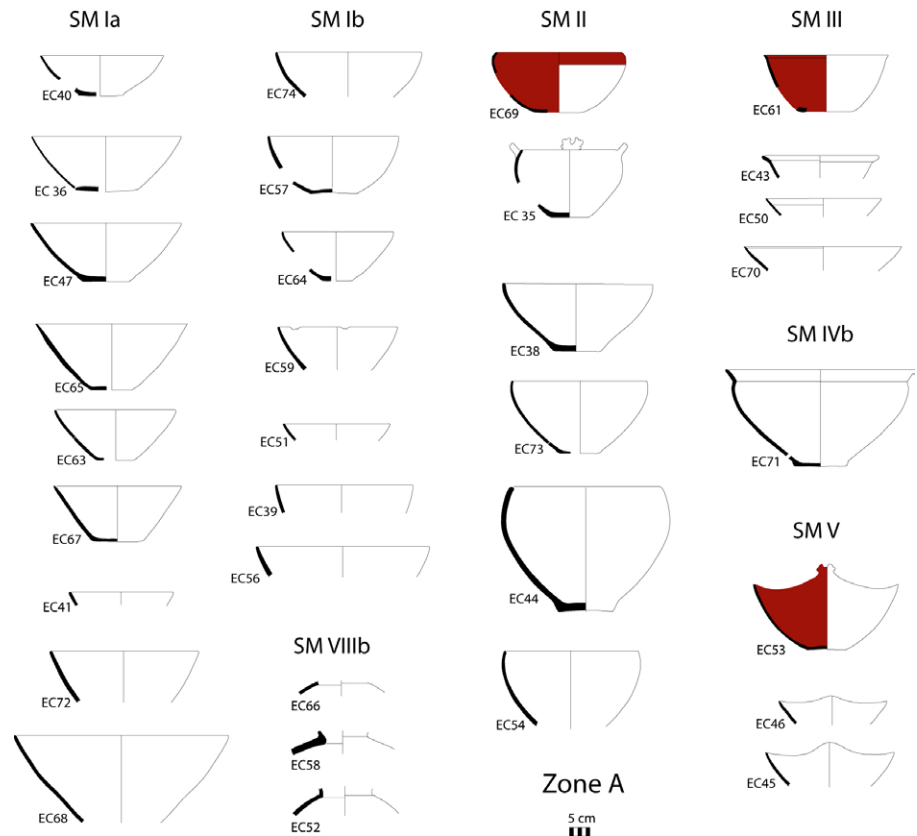 SM Ia
EC40
EC 36
EC47
EC65
EC63
EC67
EC41
EC72
EC68
SM Ib
EC74
EC57
EC64
EC59
EC51
EC39
EC56
SM VIIIb
EC66
EC58
EC52
SM II
EC69
EC 35
EC38
EC73
EC44
EC54
Zone A
5 cm
SM III
EC61
EC43
EC50
EC70
SM IVb
EC71
SM V
EC53
EC46
EC45